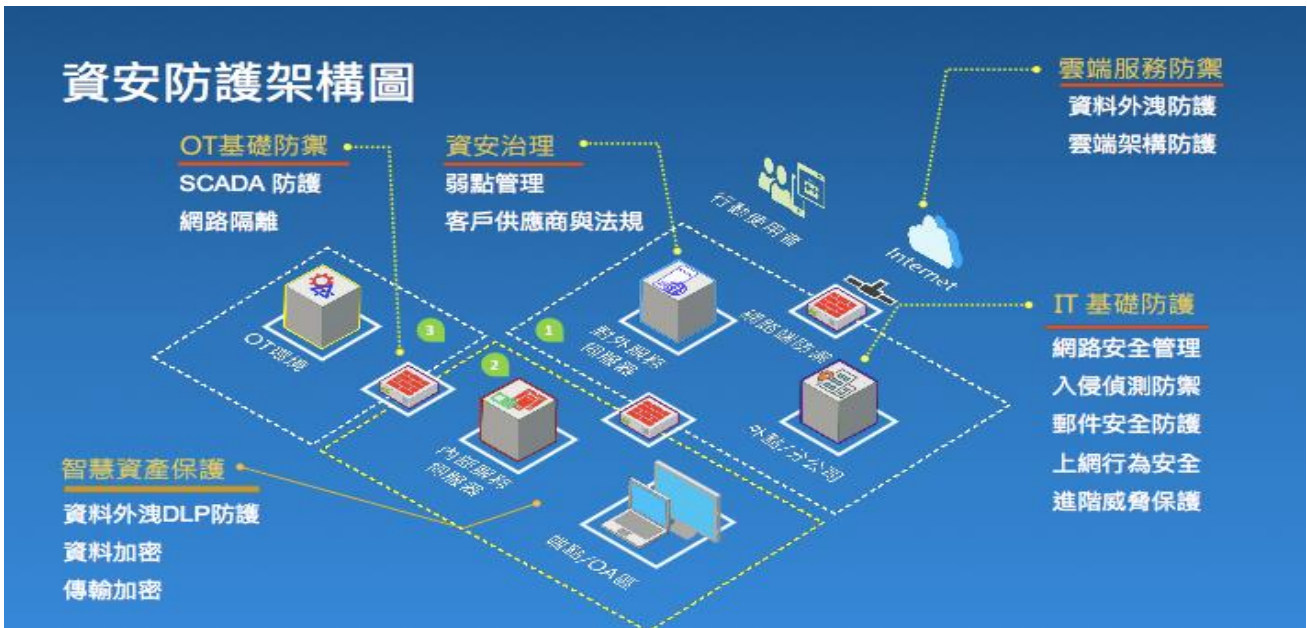 資安防護架構圖
OT基礎防禦
SCADA 防護
網路隔離
資安治理
弱點管理
客戶供應商與法規
雲端服務防禦
資料外洩防護
雲端架構防護
行動使用者
Internet
IT 基礎防護
網路安全管理
入侵偵測防禦
郵件安全防護
上網行為安全
進階威脅保護
OT環境
3
2
1
對外服務
伺服器
網路端防禦
外點/分公司
內部服務
伺服器
端點/OA區
智慧資產保護
資料外洩DLP防護
資料加密
傳輸加密